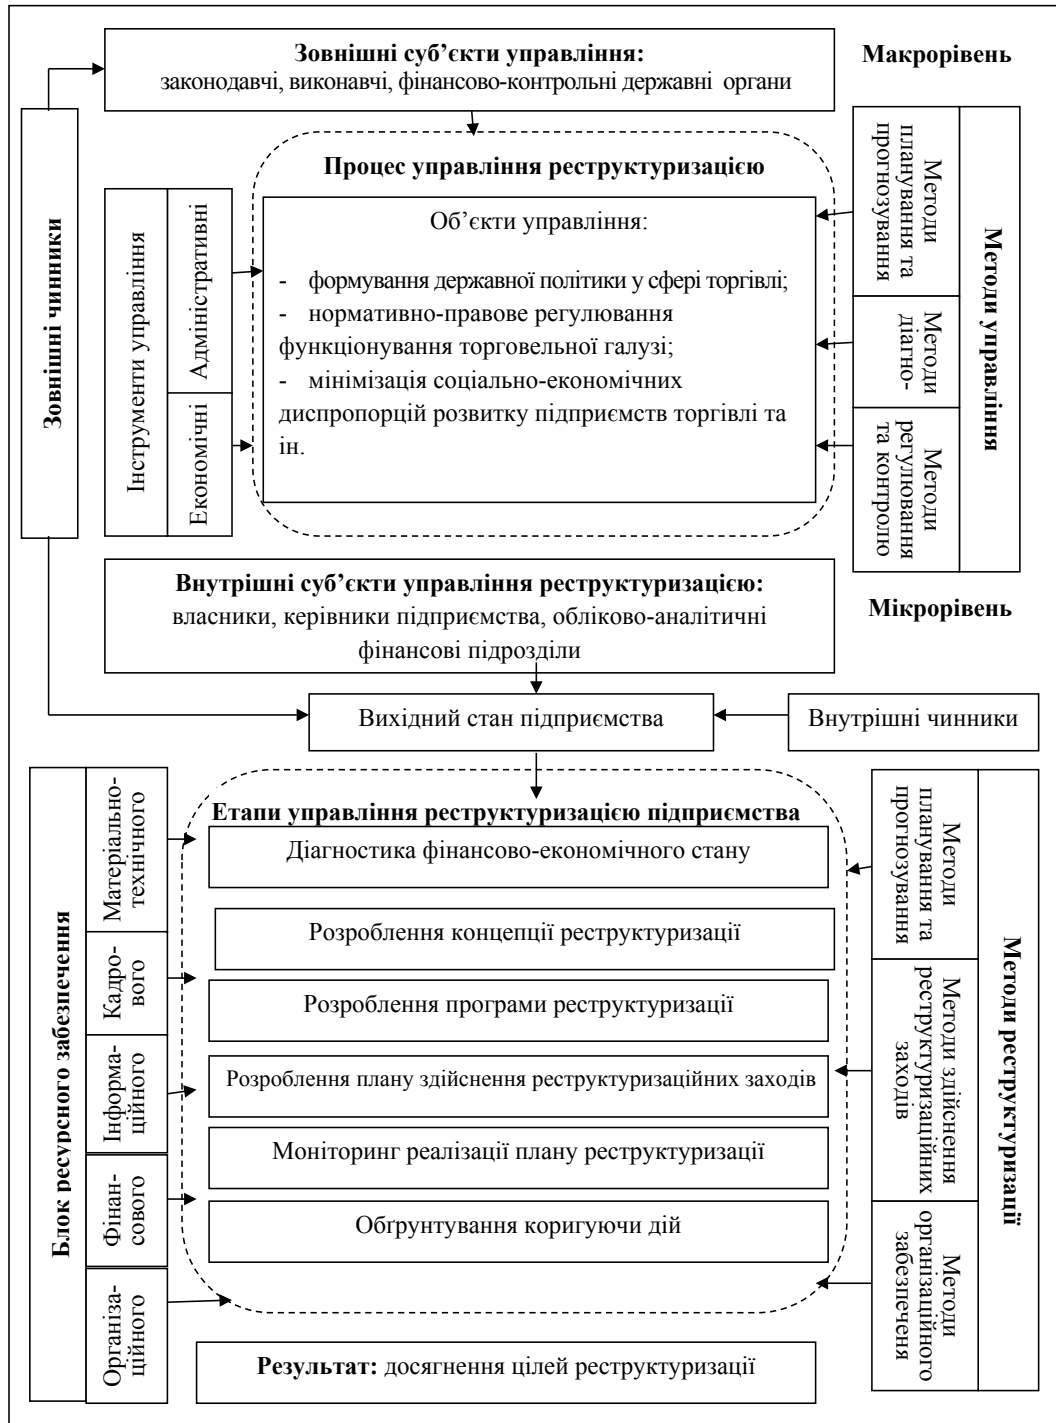 Зовнішні суб’єкти управління:
законодавчі, виконавчі, фінансово-контрольні державні органи
Макрорівень
Зовнішні чинники
Інструменти управління
Адміністративні
Економічні
Процес управління реструктуризацією
Об’єкти управління:
- формування державної політики у сфері торгівлі;
- нормативно-правове регулювання
функціонування торговельної галузі;
- мінімізація соціально-економічних
диспропорцій розвитку підприємств торгівлі та
ін.
Методи
планування та
прогнозування
Методи
діагно-
Методи
регулювання
та контролю
Методи управління
Внутрішні суб’єкти управління реструктуризацією:
власники, керівники підприємства, обліково-аналітичні
фінансові підрозділи
Мікрорівень
Вихідний стан підприємства
Внутрішні чинники
Блок ресурсного забезпечення
Матеріально-
технічного
Кадро-
вого
Інформа-
ційного
Фінан-
сового
Організа-
ційного
Етапи управління реструктуризацією підприємства
Діагностика фінансово-економічного стану
Розроблення концепції реструктуризації
Розроблення програми реструктуризації
Розроблення плану здійснення реструктуризаційних заходів
Моніторинг реалізації плану реструктуризації
Обґрунтування коригуючи дій
Методи
планування та
прогнозування
Методи здійснення
реструктуризаційних
заходів
Методи
організаційного
забезпеченя
Методи реструктуризації
Результат: досягнення цілей реструктуризації